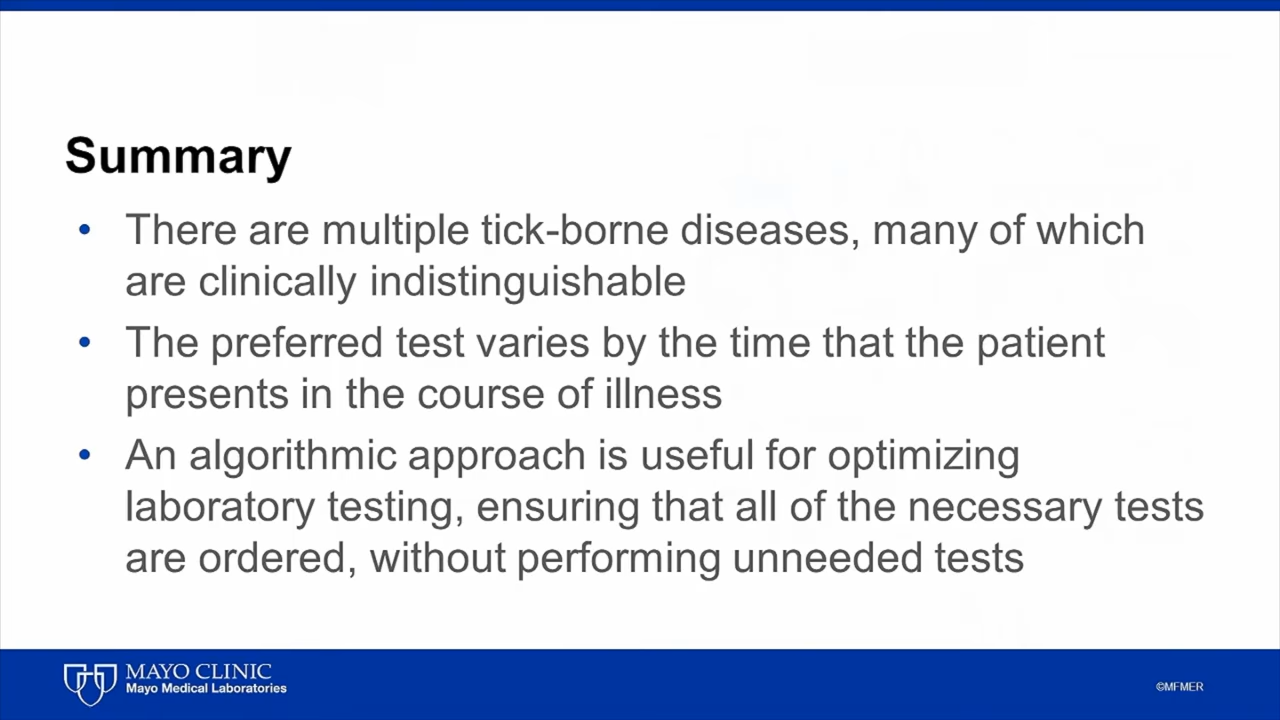 Summary
• There are multiple tick-borne diseases, many of which
are clinically indistinguishable
• The preferred test varies by the time that the patient
presents in the course of illness
• An algorithmic approach is useful for optimizing
laboratory testing, ensuring that all of the necessary tests
are ordered, without performing unneeded tests
MAYO CLINIC
Mayo Medical Laboratories
©MFMER